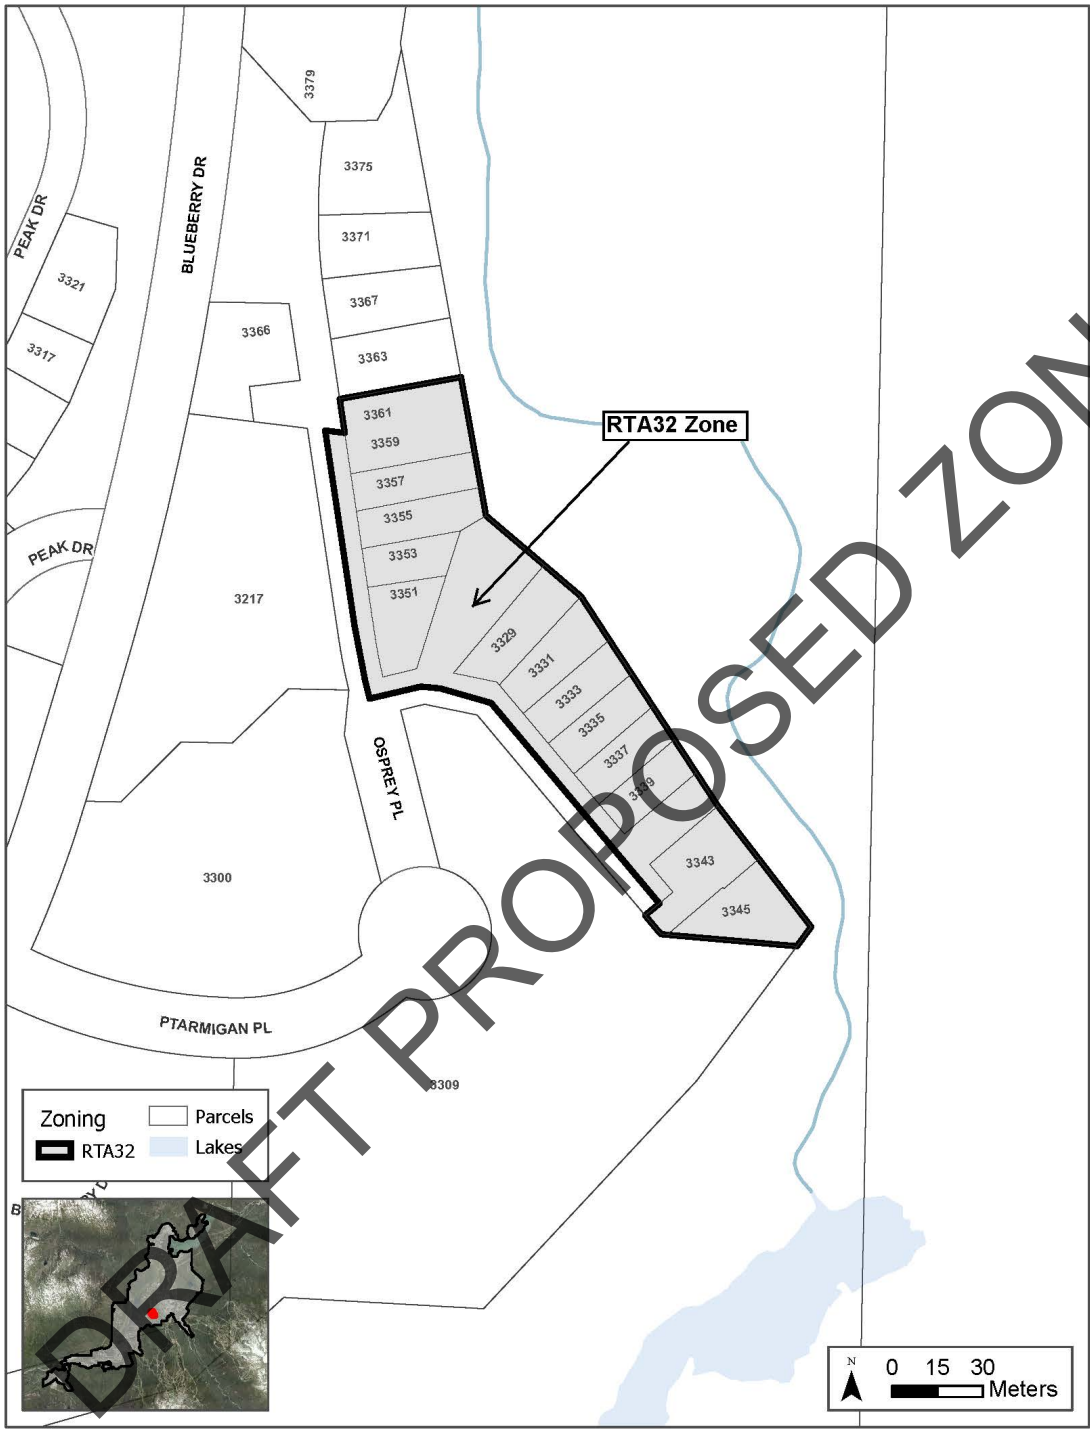 3379
3375
BLUEBERRY DR
PEAK DR
3371
3321
3367
3366
3317
3363
3361
RTA32 Zone
3359
3357
3355
PEAK DR
3353
3351
3217
3329
3331
3333
3335
3337
OSPREY PL
3339
3343
3300
3345
PTARMIGAN PL
3309
Zoning
Parcels
RTA32
Lakes
N
0 15 30
Meters
DRAFT PROPOSED ZON